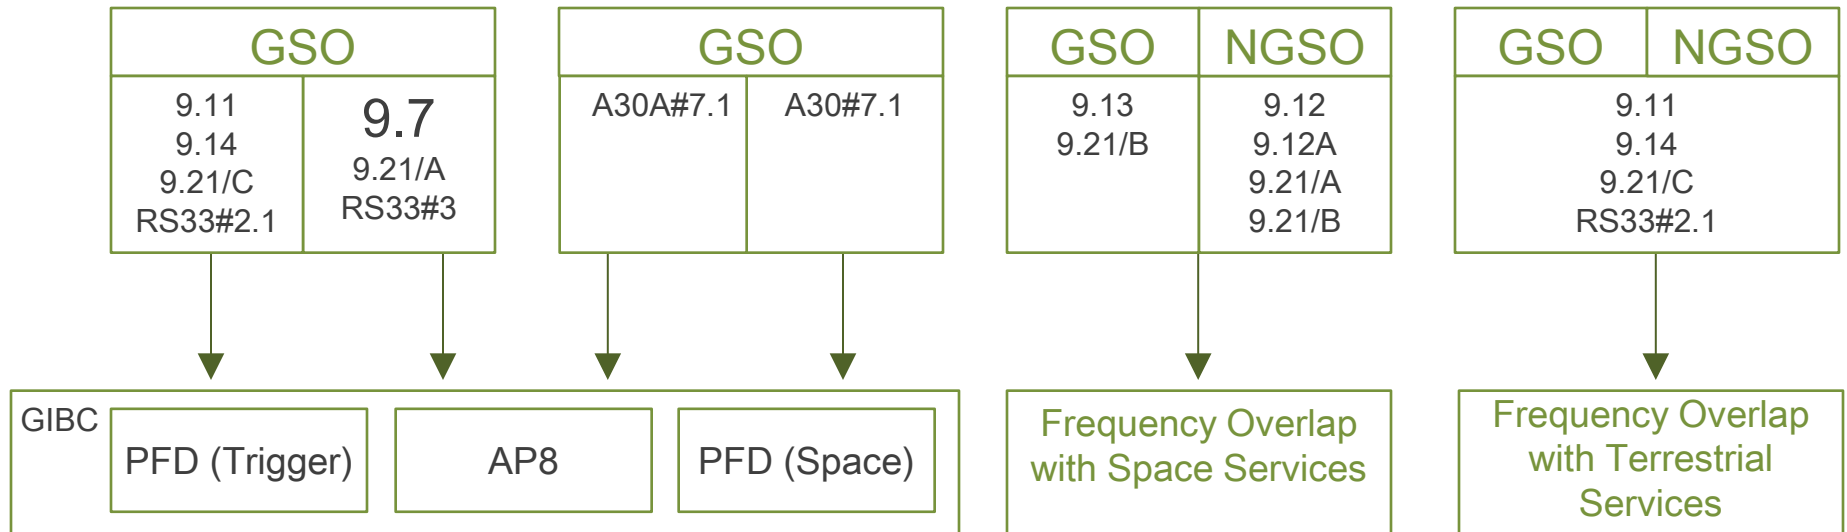 GSO
9.11
9.14
9.21/C
RS33#2.1
9.7
9.21/A
RS33#3
GSO
A30A#7.1
A30#7.1
GSO
NGSO
9.13
9.21/B
9.12
9.12A
9.21/A
9.21/B
GSO
NGSO
9.11
9.14
9.21/C
RS33#2.1
GIBC
PFD (Trigger)
AP8
PFD (Space)
Frequency Overlap
with Space Services
Frequency Overlap
with Terrestrial
Services